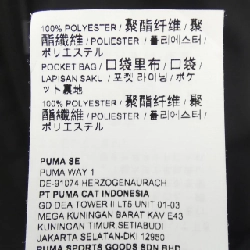 100% POLYESTER / 聚酯纤维 / 聚
酯纖維 / POLIESTER / 폴리에스터 /
ポリエステル
POCKET BAG / 口袋里布 / 口袋 /
LAPISAN SAKU / 포켓 라이닝 / ポケ
ット裏地
100% POLYESTER / 聚酯纤维 / 聚
酯纖維 / POLIESTER / 폴리에스터 /
ポリエステル
PUMA SE
PUMA WAY 1
DE-91074 HERZOGENAURACH
PT PUMA CAT INDONESIA
GD DEA TOWER II LT6 UNIT 01-03
MEGA KUNINGAN BARAT KAV E43
KUNINGAN TIMUR SETIABUDI
JAKARTA SELATAN-DKI 12950
PUMA SPORTS GOODS SDN BHD